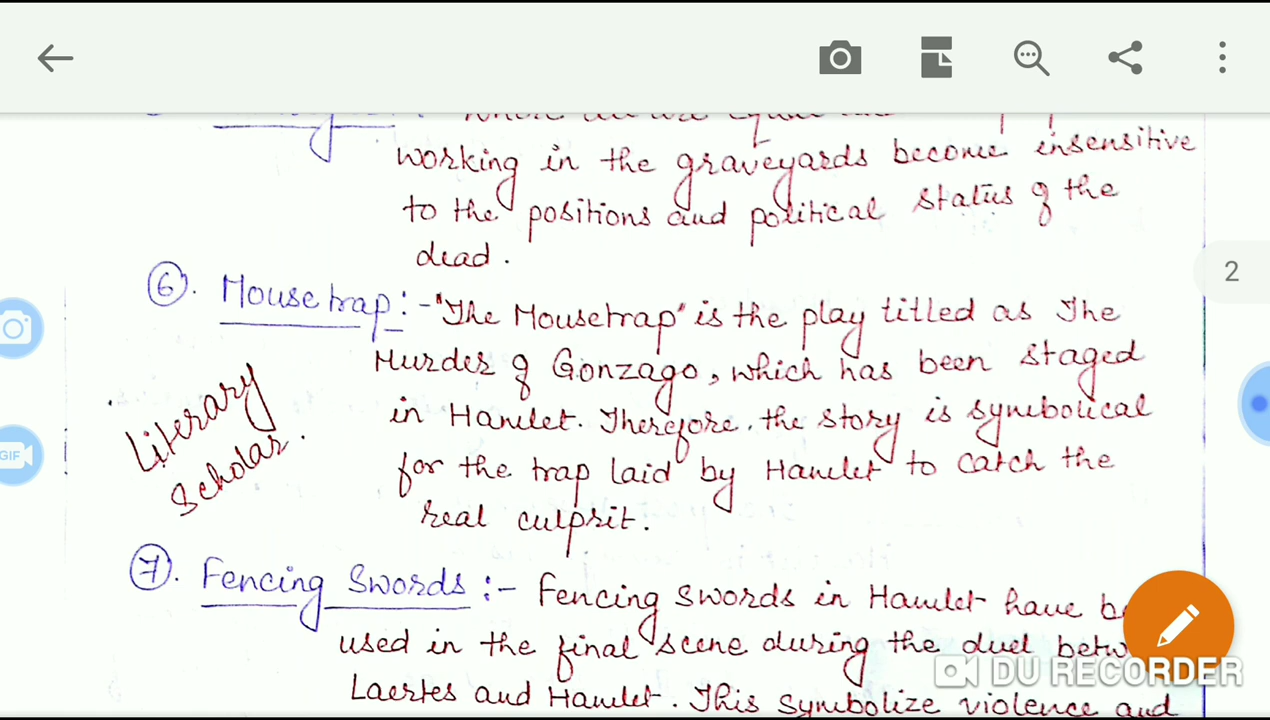 working in the graveyards become insensitive
to the positions and political status of the
dead.
2
6. Mousetrap:- "The Mousetrap" is the play titled as The
Murder of Gonzago, which has been staged
in Hamlet. Therefore, the story is symbolical
for the trap laid by Hamlet to catch the
real culprit.
Literary
Scholar.
GIF
7. Fencing Swords :- Fencing swords in Hamlet have be
used in the final scene during the duel betw
Laertes and Hamlet. This symbolize violence and
DU RECORDER